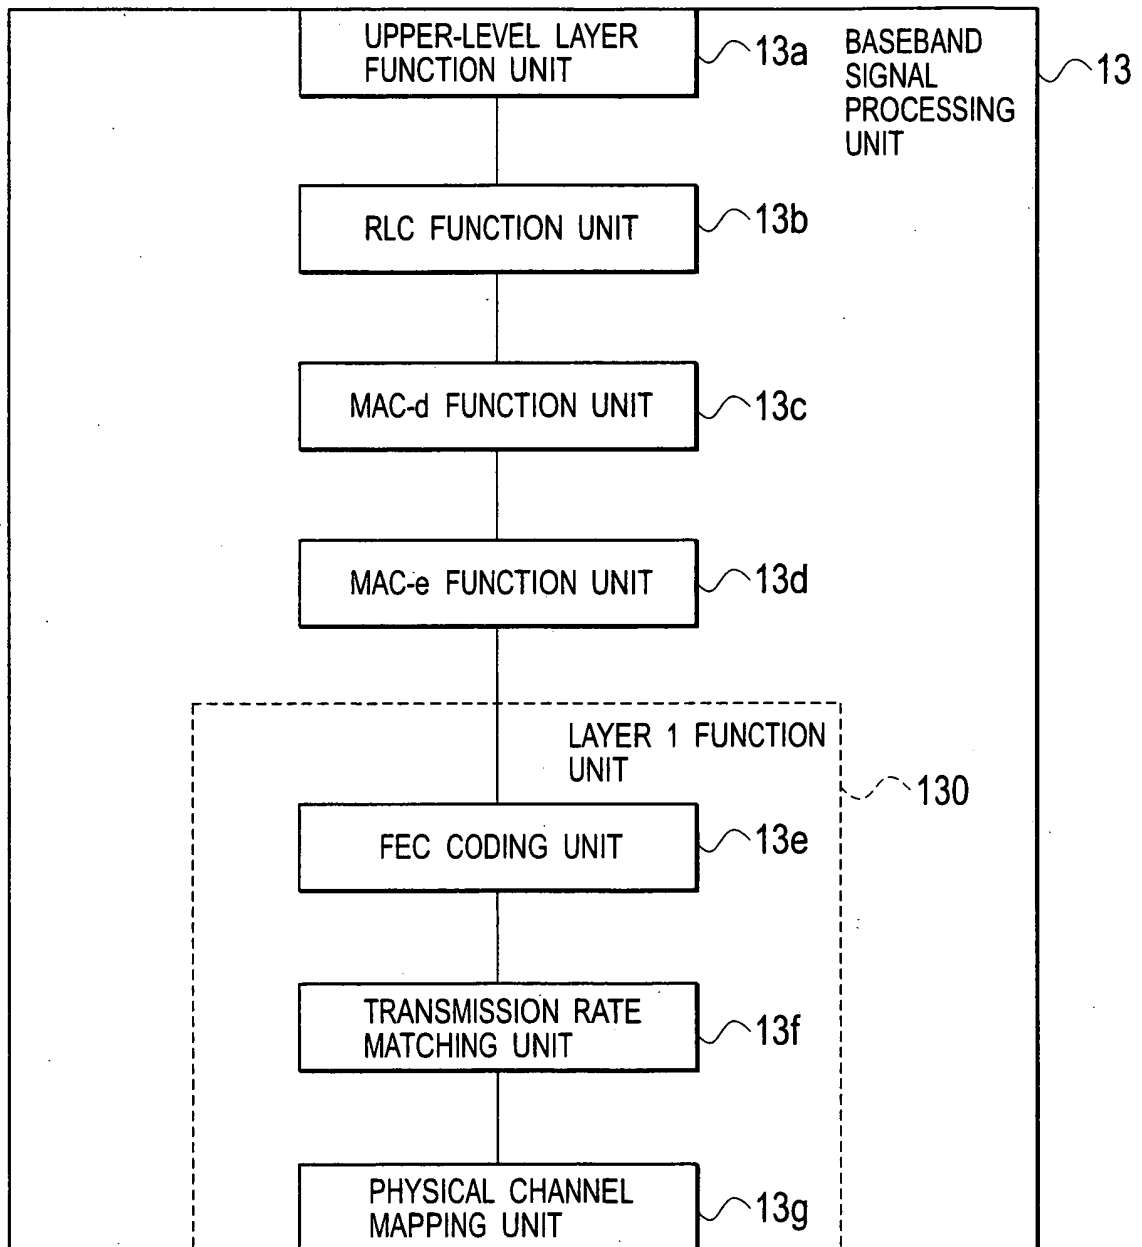 UPPER-LEVEL LAYER
FUNCTION UNIT
13a
BASEBAND
SIGNAL
PROCESSING
UNIT
13
RLC FUNCTION UNIT
13b
MAC-d FUNCTION UNIT
13c
MAC-e FUNCTION UNIT
13d
LAYER 1 FUNCTION
UNIT
130
FEC CODING UNIT
13e
TRANSMISSION RATE
MATCHING UNIT
13f
PHYSICAL CHANNEL
MAPPING UNIT
13g